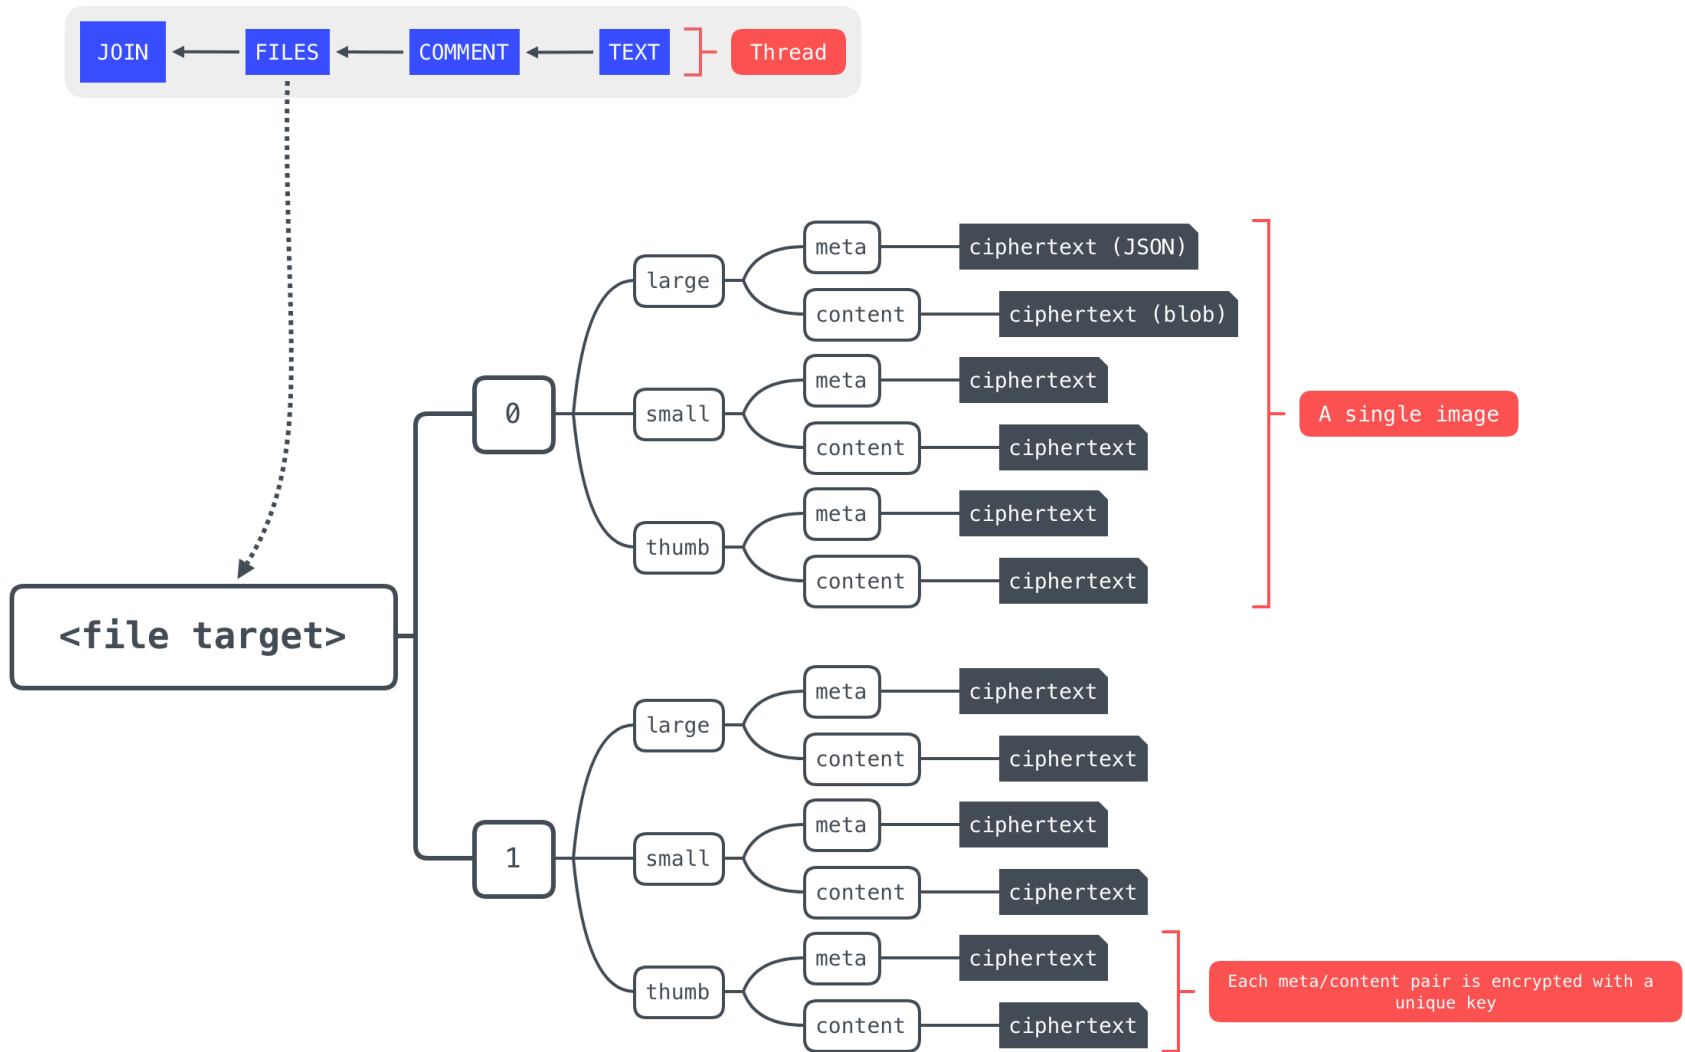 JOIN
FILES
COMMENT
TEXT
Thread
meta
ciphertext (JSON)
large
content
ciphertext (blob)
meta
ciphertext
0
small
A single image
content
ciphertext
meta
ciphertext
thumb
content
ciphertext
<file target>
meta
ciphertext
large
content
ciphertext
meta
ciphertext
1
small
content
ciphertext
meta
ciphertext
thumb
Each meta/content pair is encrypted with a
unique key
content
ciphertext